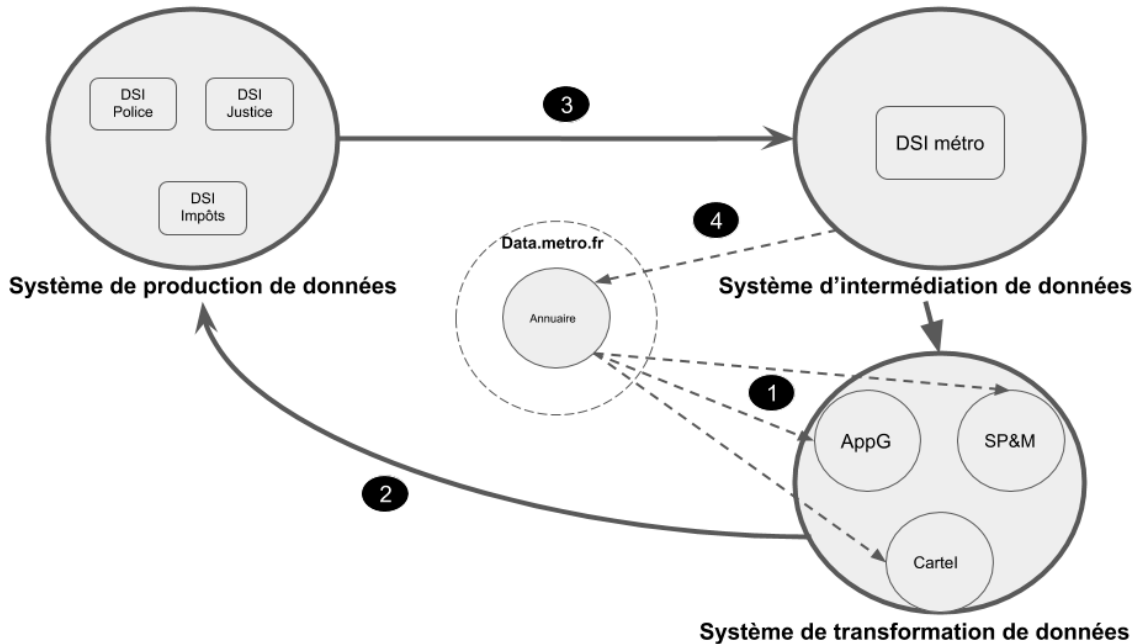 DSI
Police
DSI
Justice
DSI
Impôts
Système de production de données
3
DSI métro
Système d’intermédiation de données
4
Data.metro.fr
Annuaire
1
2
AppG
SP&M
Cartel
Système de transformation de données